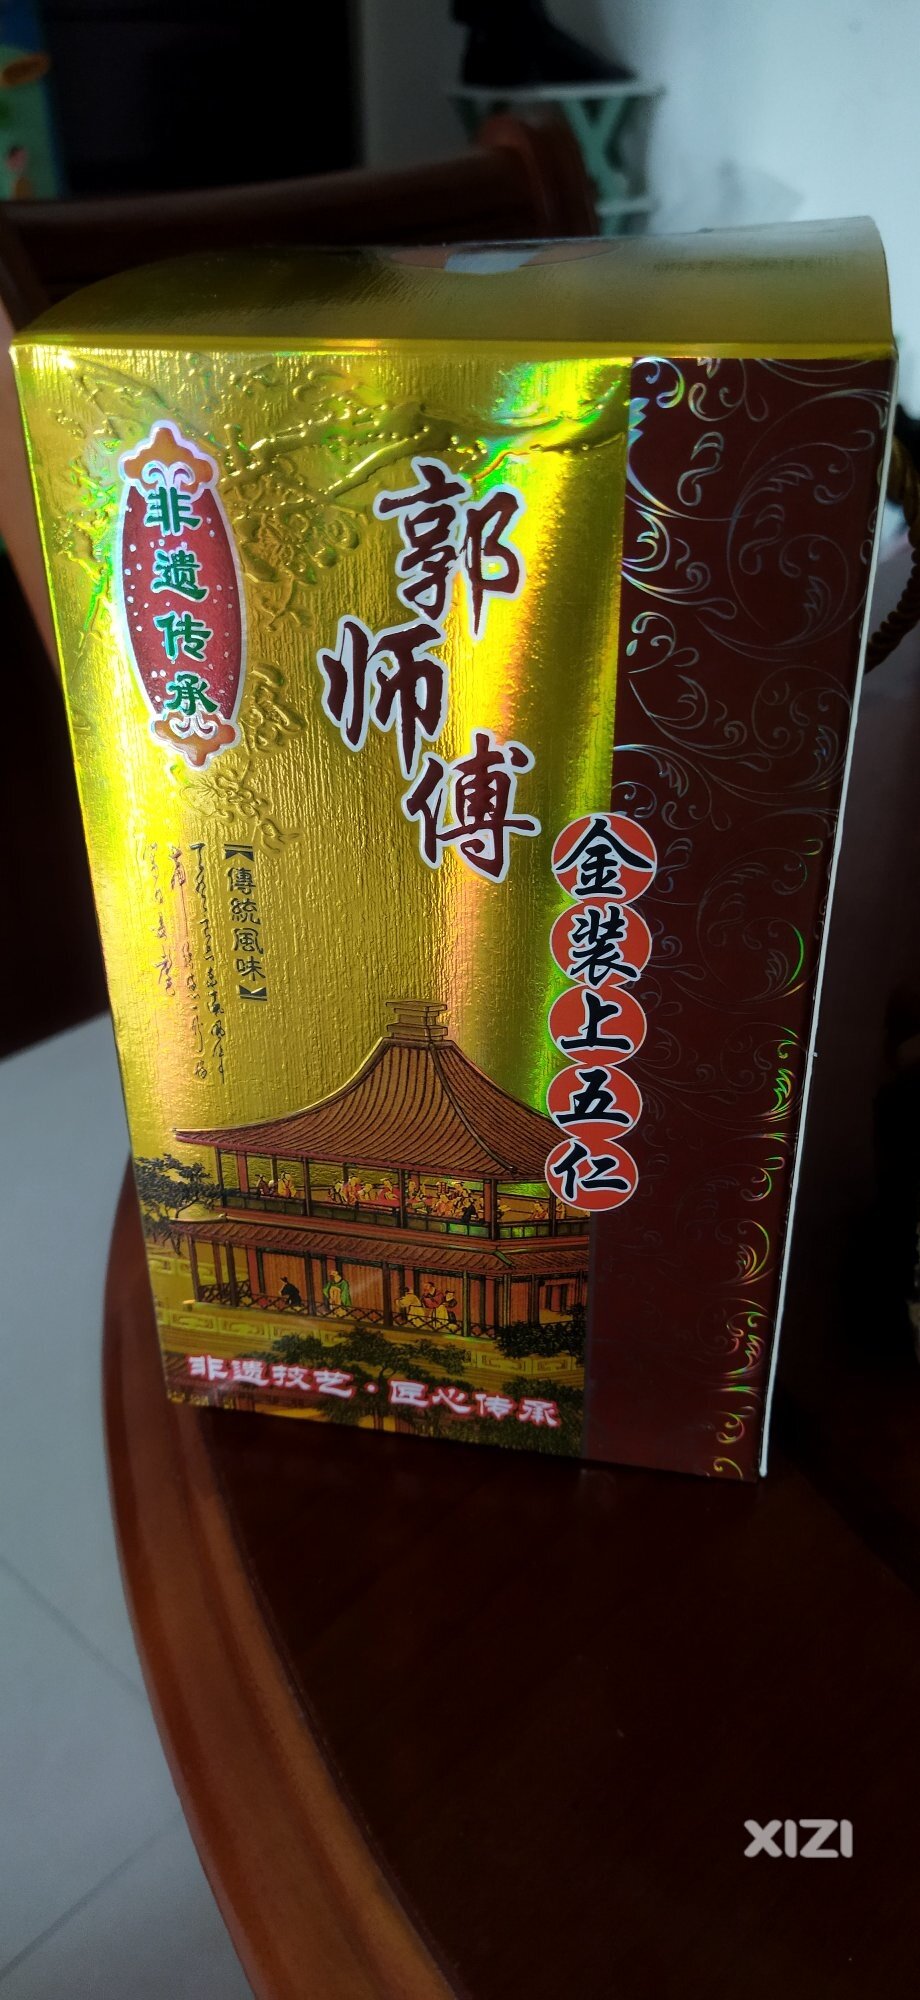 非遗传承
郭师傅
金装上五仁
【傳統風味】
非遗技艺·匠心传承
XIZI